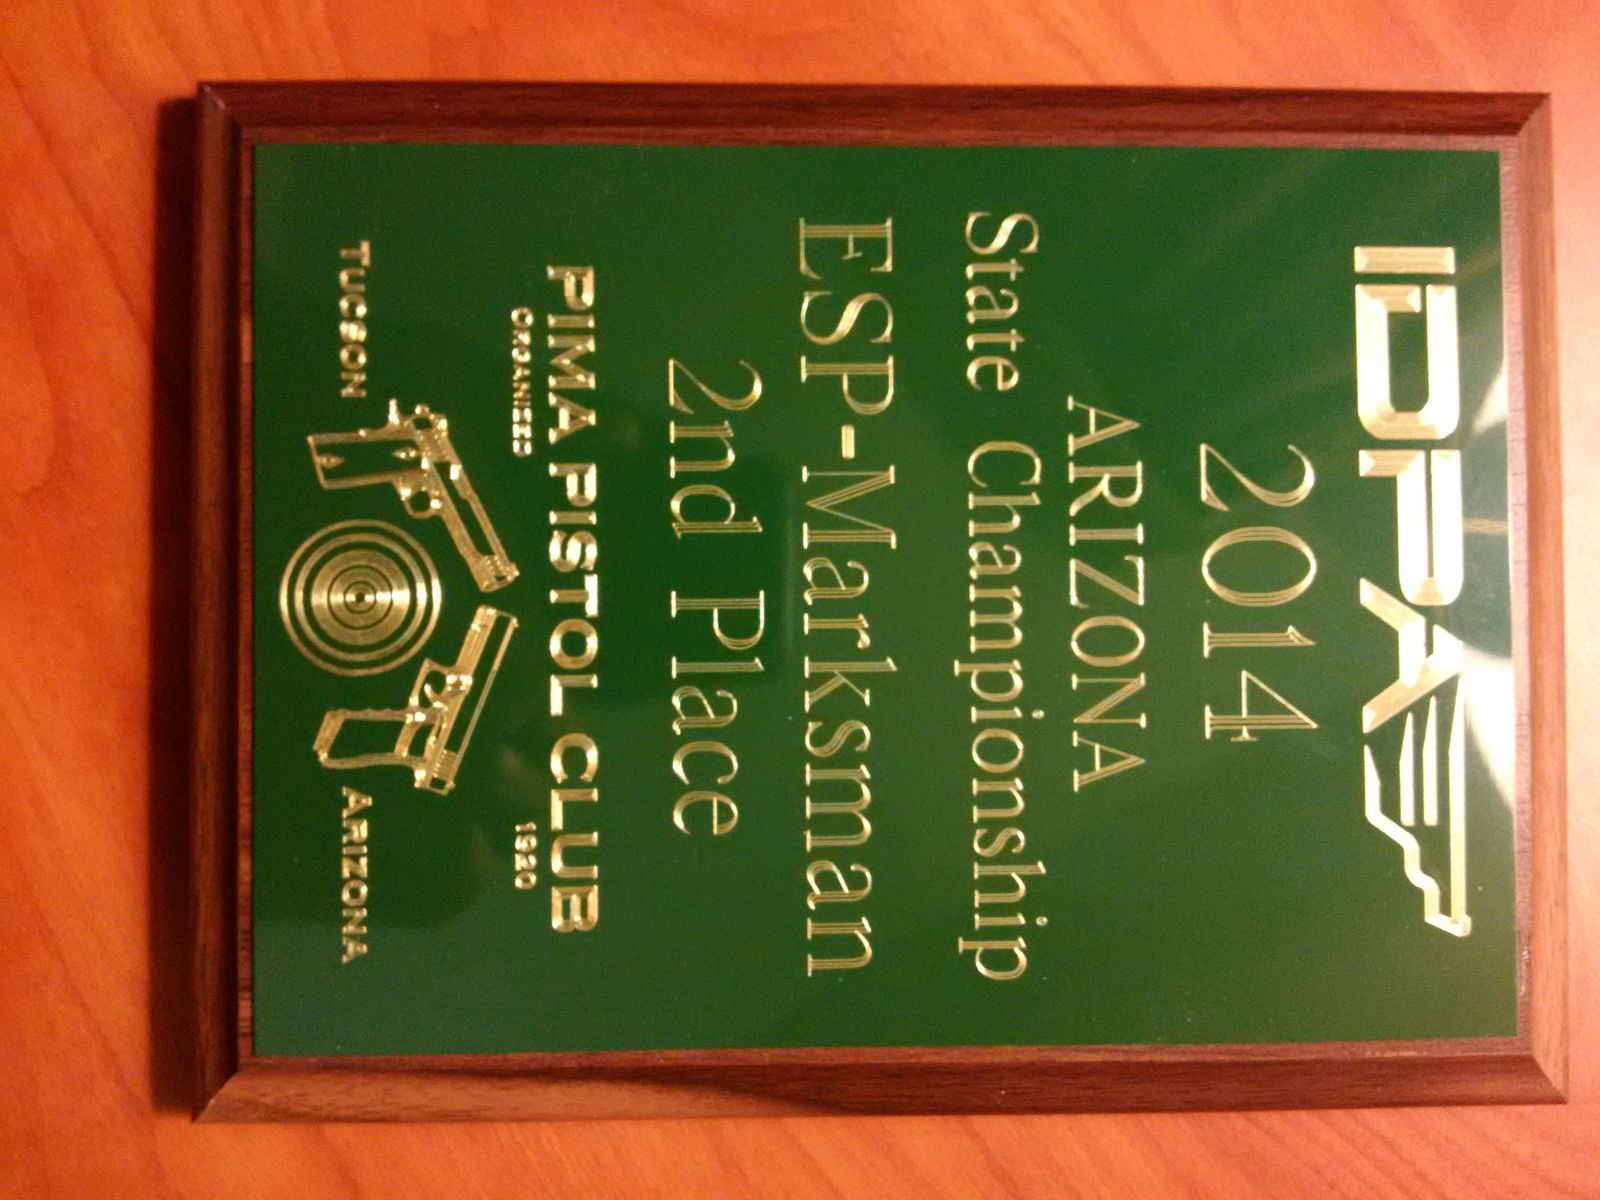 IDPA
2014
ARIZONA
State Championship
ESP-Marksman
2nd Place
PIMA PISTOL CLUB
ORGANIZED 1920
TUCSON ARIZONA